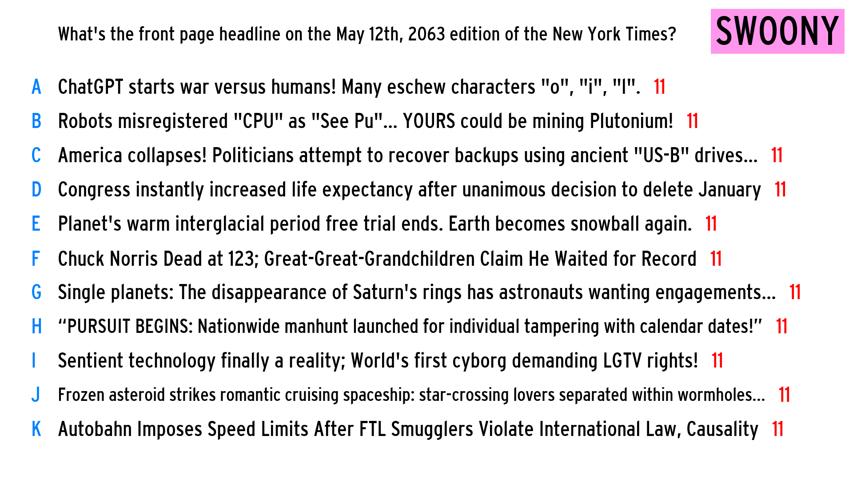 What's the front page headline on the May 12th, 2063 edition of the New York Times?
SWOONY
A ChatGPT starts war versus humans! Many eschew characters "o", "i", "l". 11
B Robots misregistered "CPU" as "See Pu"... YOURS could be mining Plutonium! 11
C America collapses! Politicians attempt to recover backups using ancient "US-B" drives... 11
D Congress instantly increased life expectancy after unanimous decision to delete January 11
E Planet's warm interglacial period free trial ends. Earth becomes snowball again. 11
F Chuck Norris Dead at 123; Great-Great-Grandchildren Claim He Waited for Record 11
G Single planets: The disappearance of Saturn's rings has astronauts wanting engagements... 11
H “PURSUIT BEGINS: Nationwide manhunt launched for individual tampering with calendar dates!” 11
I Sentient technology finally a reality; World's first cyborg demanding LGTV rights! 11
J Frozen asteroid strikes romantic cruising spaceship: star-crossing lovers separated within wormholes... 11
K Autobahn Imposes Speed Limits After FTL Smugglers Violate International Law, Causality 11